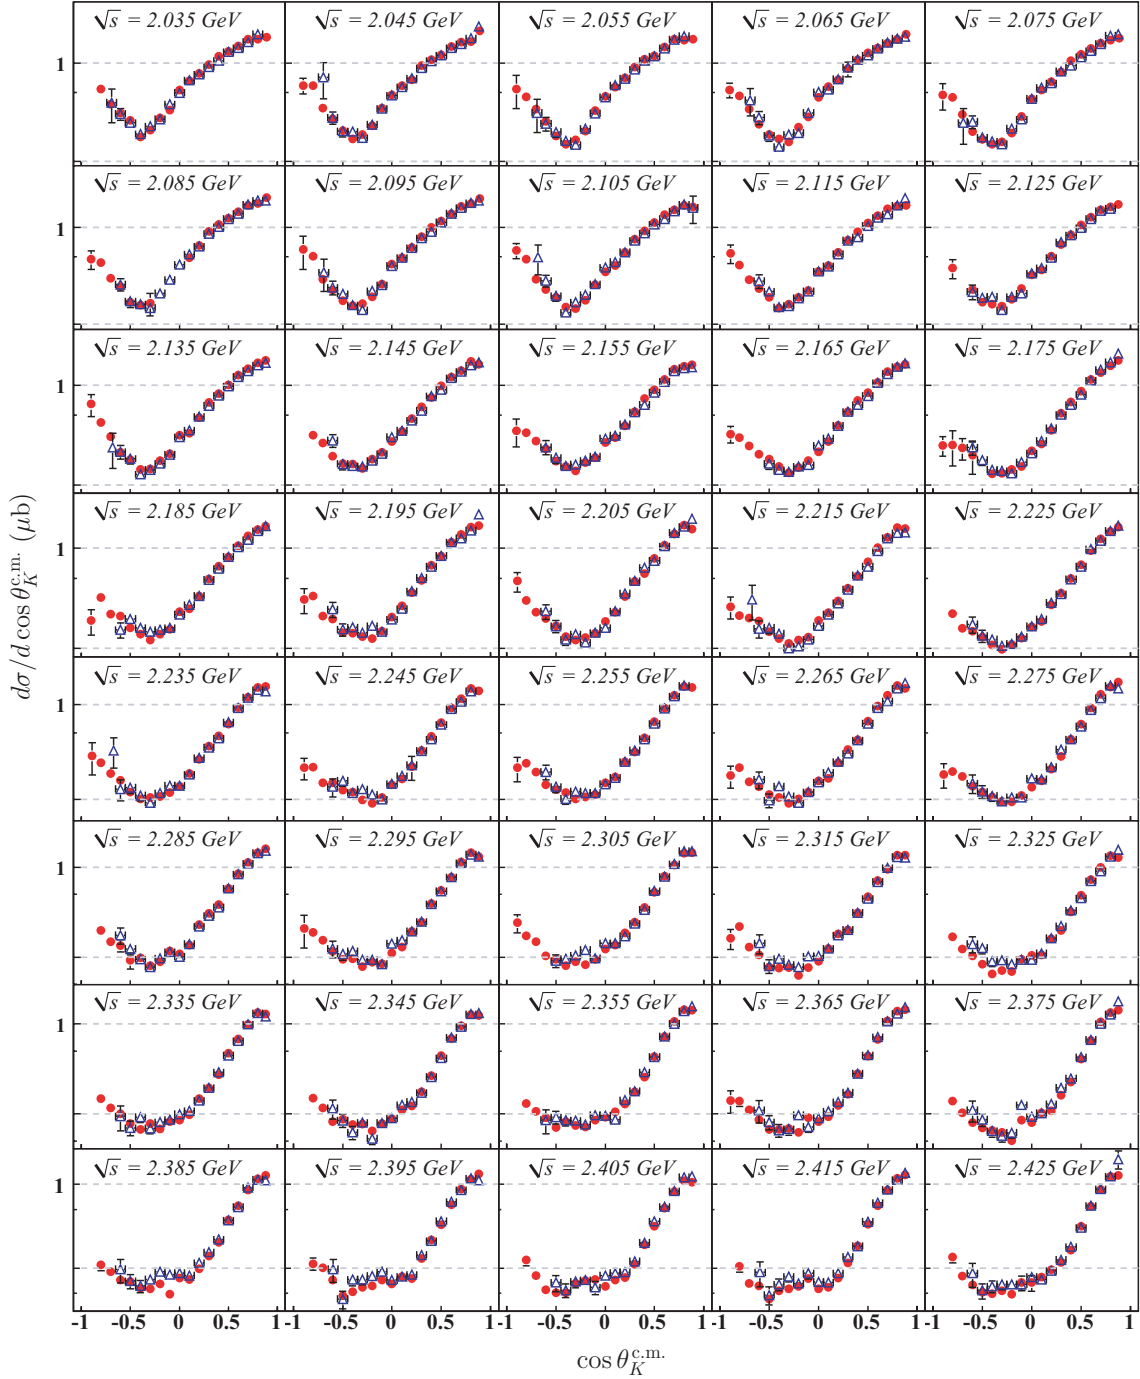 √s = 2.035 GeV √s = 2.045 GeV √s = 2.055 GeV √s = 2.065 GeV √s = 2.075 GeV
1
√s = 2.085 GeV √s = 2.095 GeV √s = 2.105 GeV √s = 2.115 GeV √s = 2.125 GeV
1
√s = 2.135 GeV √s = 2.145 GeV √s = 2.155 GeV √s = 2.165 GeV √s = 2.175 GeV
1
dσ/d cos θ_K^c.m. (μb)
√s = 2.185 GeV √s = 2.195 GeV √s = 2.205 GeV √s = 2.215 GeV √s = 2.225 GeV
1
√s = 2.235 GeV √s = 2.245 GeV √s = 2.255 GeV √s = 2.265 GeV √s = 2.275 GeV
1
√s = 2.285 GeV √s = 2.295 GeV √s = 2.305 GeV √s = 2.315 GeV √s = 2.325 GeV
1
√s = 2.335 GeV √s = 2.345 GeV √s = 2.355 GeV √s = 2.365 GeV √s = 2.375 GeV
1
√s = 2.385 GeV √s = 2.395 GeV √s = 2.405 GeV √s = 2.415 GeV √s = 2.425 GeV
1
-1 -0.5 0 0.5 1 -1 -0.5 0 0.5 1 -1 -0.5 0 0.5 1 -1 -0.5 0 0.5 1 -1 -0.5 0 0.5 1
cos θ_K^c.m.